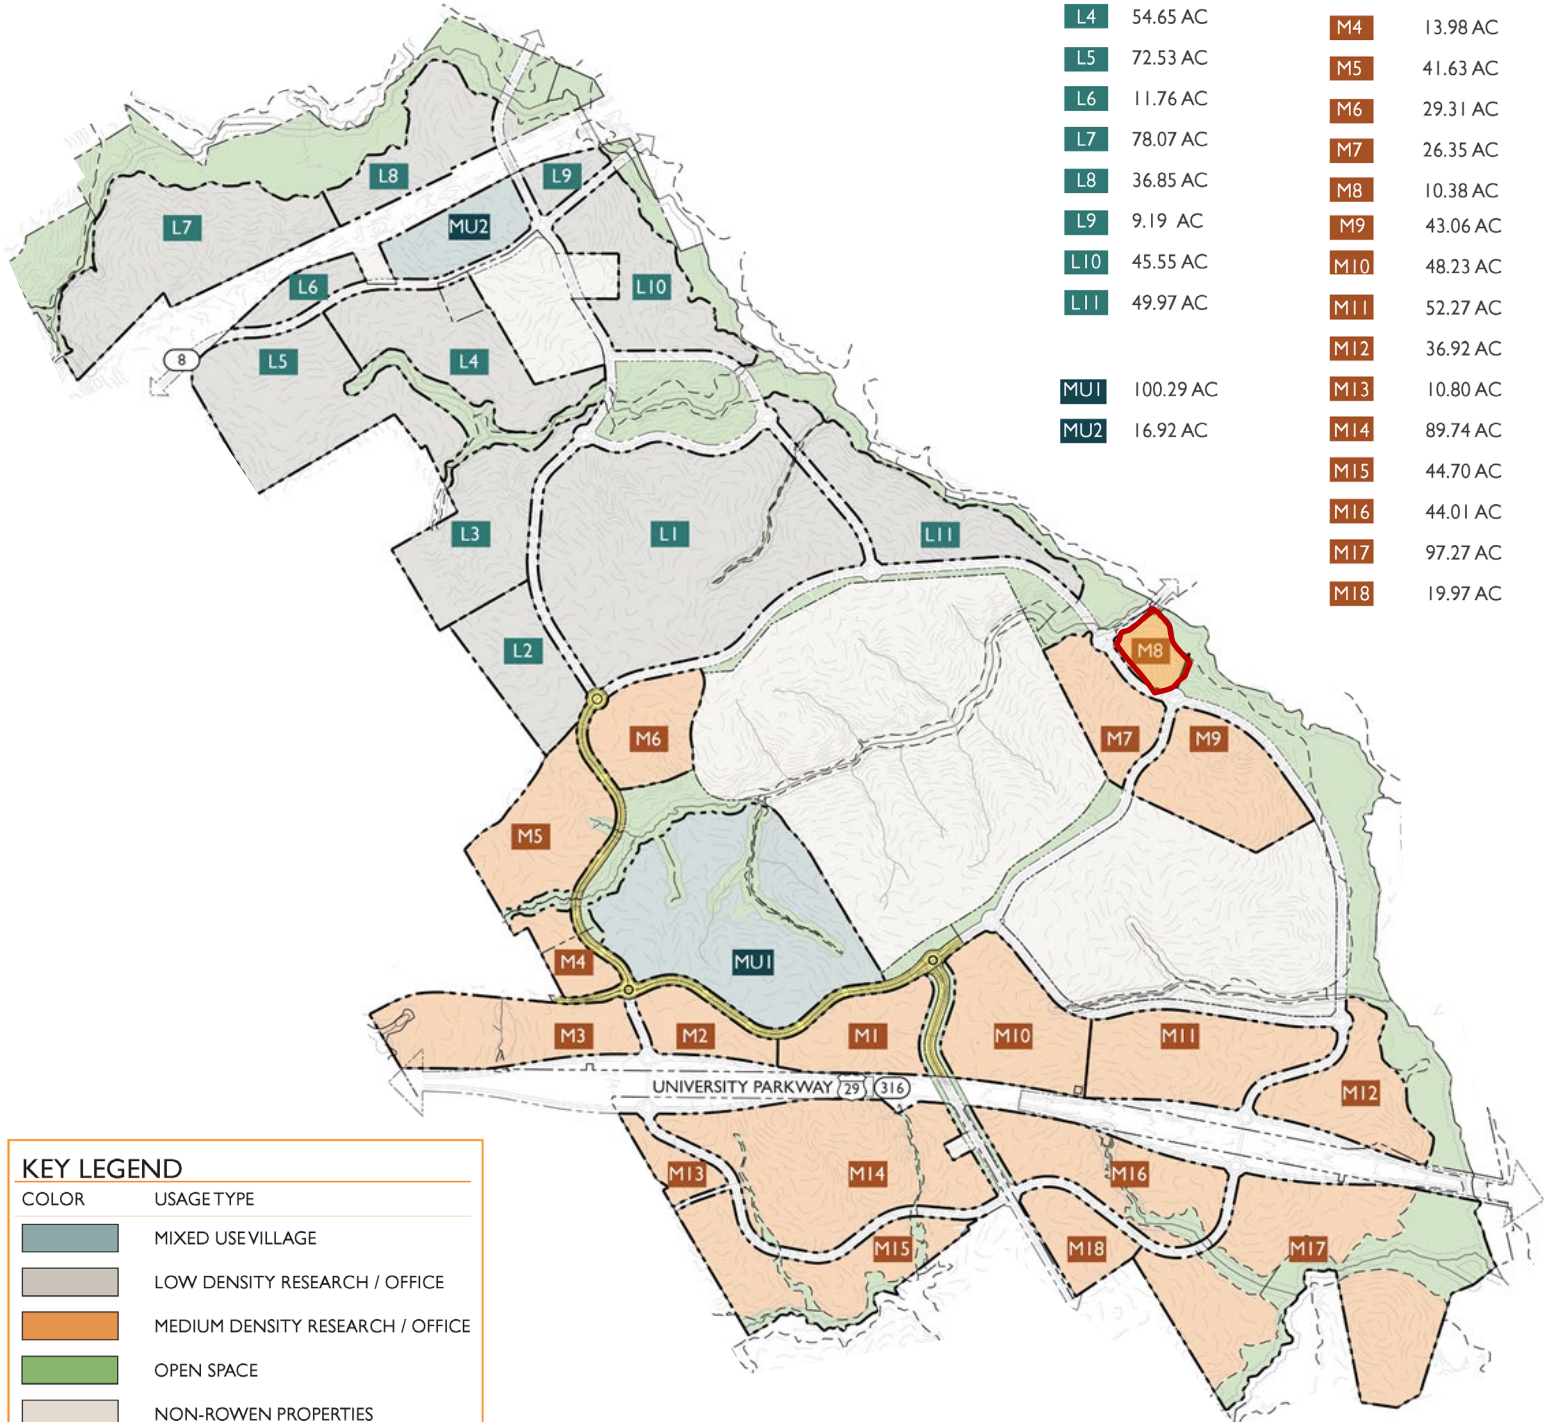 L4 54.65 AC
L5 72.53 AC
L6 11.76 AC
L7 78.07 AC
L8 36.85 AC
L9 9.19 AC
L10 45.55 AC
L11 49.97 AC
MU1 100.29 AC
MU2 16.92 AC
M4 13.98 AC
M5 41.63 AC
M6 29.31 AC
M7 26.35 AC
M8 10.38 AC
M9 43.06 AC
M10 48.23 AC
M11 52.27 AC
M12 36.92 AC
M13 10.80 AC
M14 89.74 AC
M15 44.70 AC
M16 44.01 AC
M17 97.27 AC
M18 19.97 AC
L8
L9
L7
MU2
L6
L10
8
L5
L4
L3
L1
L11
L2
M8
M6
M7
M9
M5
M4
MU1
M3
M2
M1
M10
M11
UNIVERSITY PARKWAY 29 316
M12
M13
M14
M16
M15
M18
M17
KEY LEGEND
COLOR USAGE TYPE
MIXED USE VILLAGE
LOW DENSITY RESEARCH / OFFICE
MEDIUM DENSITY RESEARCH / OFFICE
OPEN SPACE
NON-ROWEN PROPERTIES